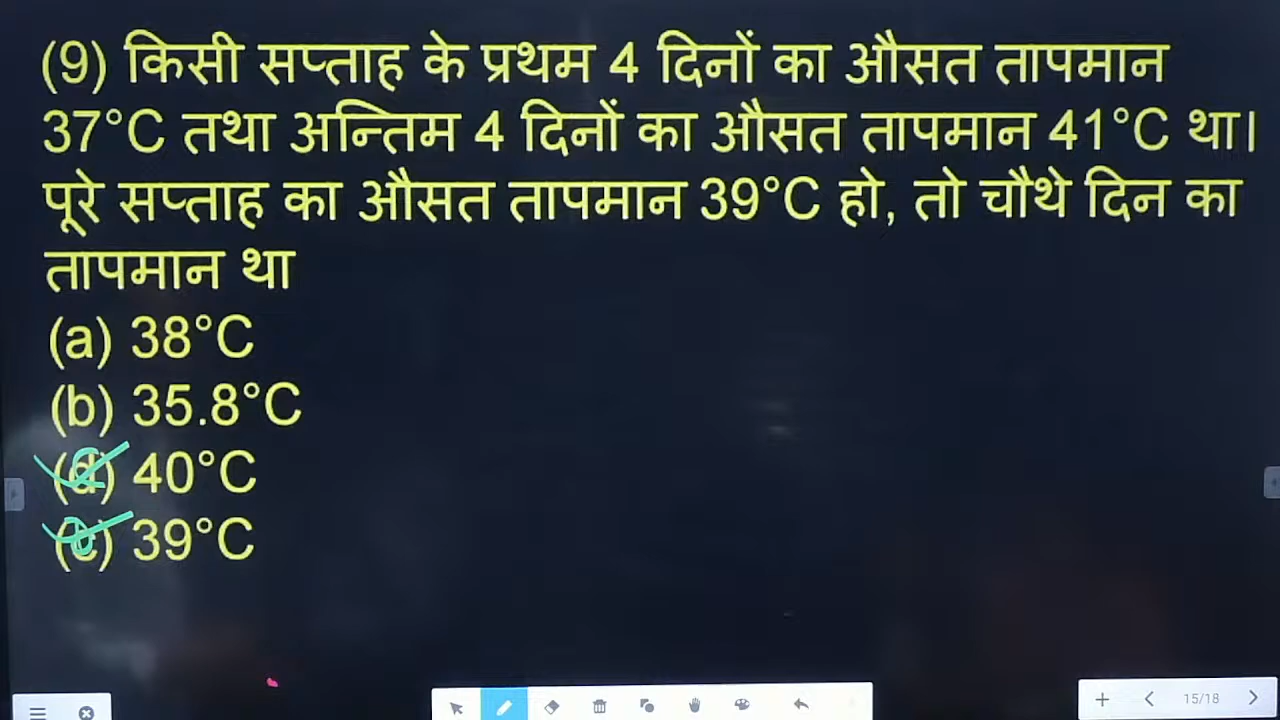 (9) किसी सप्ताह के प्रथम 4 दिनों का औसत तापमान
37°C तथा अन्तिम 4 दिनों का औसत तापमान 41°C था।
पूरे सप्ताह का औसत तापमान 39°C हो, तो चौथे दिन का
तापमान था
(a) 38°C
(b) 35.8°C
(d) 40°C
(c) 39°C
15/18